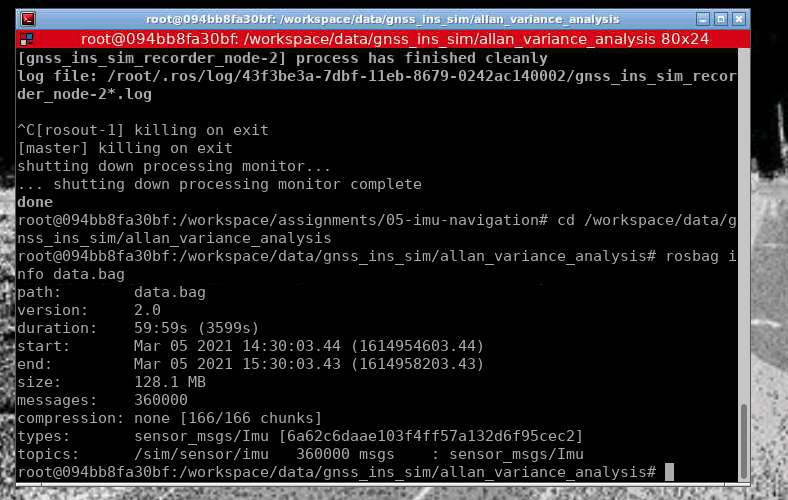 root@094bb8fa30bf: /workspace/data/gnss_ins_sim/allan_variance_analysis
root@094bb8fa30bf: /workspace/data/gnss_ins_sim/allan_variance_analysis 80x24
[gnss_ins_sim_recorder_node-2] process has finished cleanly
log file: /root/.ros/log/43f3be3a-7dbf-11eb-8679-0242ac140002/gnss_ins_sim_recor
der_node-2*.log
^C[rosout-1] killing on exit
[master] killing on exit
shutting down processing monitor...
... shutting down processing monitor complete
done
root@094bb8fa30bf:/workspace/assignments/05-imu-navigation# cd /workspace/data/g
nss_ins_sim/allan_variance_analysis
root@094bb8fa30bf:/workspace/data/gnss_ins_sim/allan_variance_analysis# rosbag i
nfo data.bag
path:        data.bag
version:     2.0
duration:    59:59s (3599s)
start:       Mar 05 2021 14:30:03.44 (1614954603.44)
end:         Mar 05 2021 15:30:03.43 (1614958203.43)
size:        128.1 MB
messages:    360000
compression: none [166/166 chunks]
types:       sensor_msgs/Imu [6a62c6daae103f4ff57a132d6f95cec2]
topics:      /sim/sensor/imu   360000 msgs    : sensor_msgs/Imu
root@094bb8fa30bf:/workspace/data/gnss_ins_sim/allan_variance_analysis#